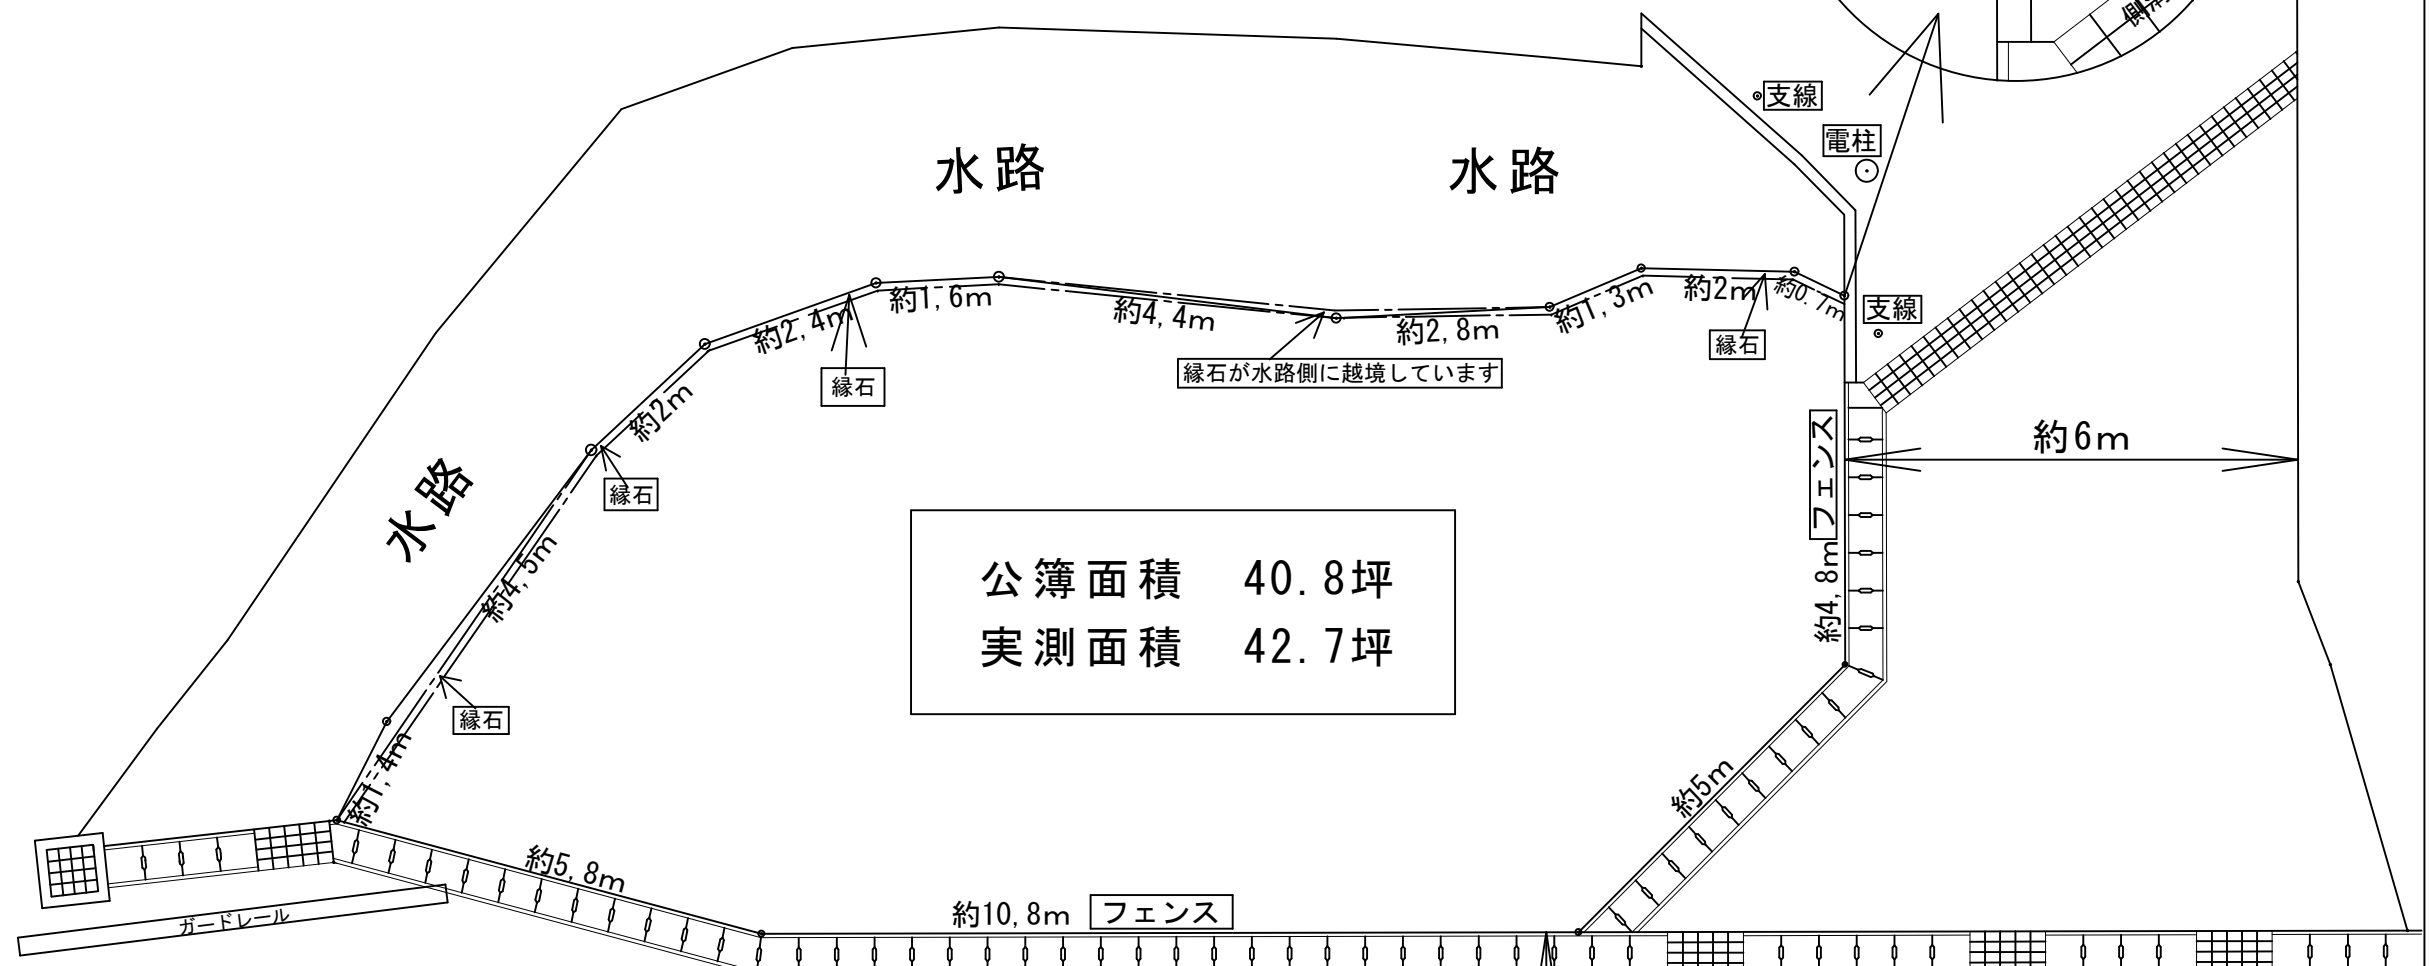 側
支線
電柱
水路
水路
約1,6m
約4,4m
約2,4m
約2,8m
約1,3m
約2m
約0.7m
支線
縁石
縁石
縁石が水路側に越境しています
約2m
水路
縁石
フェンス
約6m
約4,5m
公簿面積 40.8坪
実測面積 42.7坪
約4,8m
縁石
約1,4m
約5m
約5,8m
約10,8m
フェンス
ガードレール